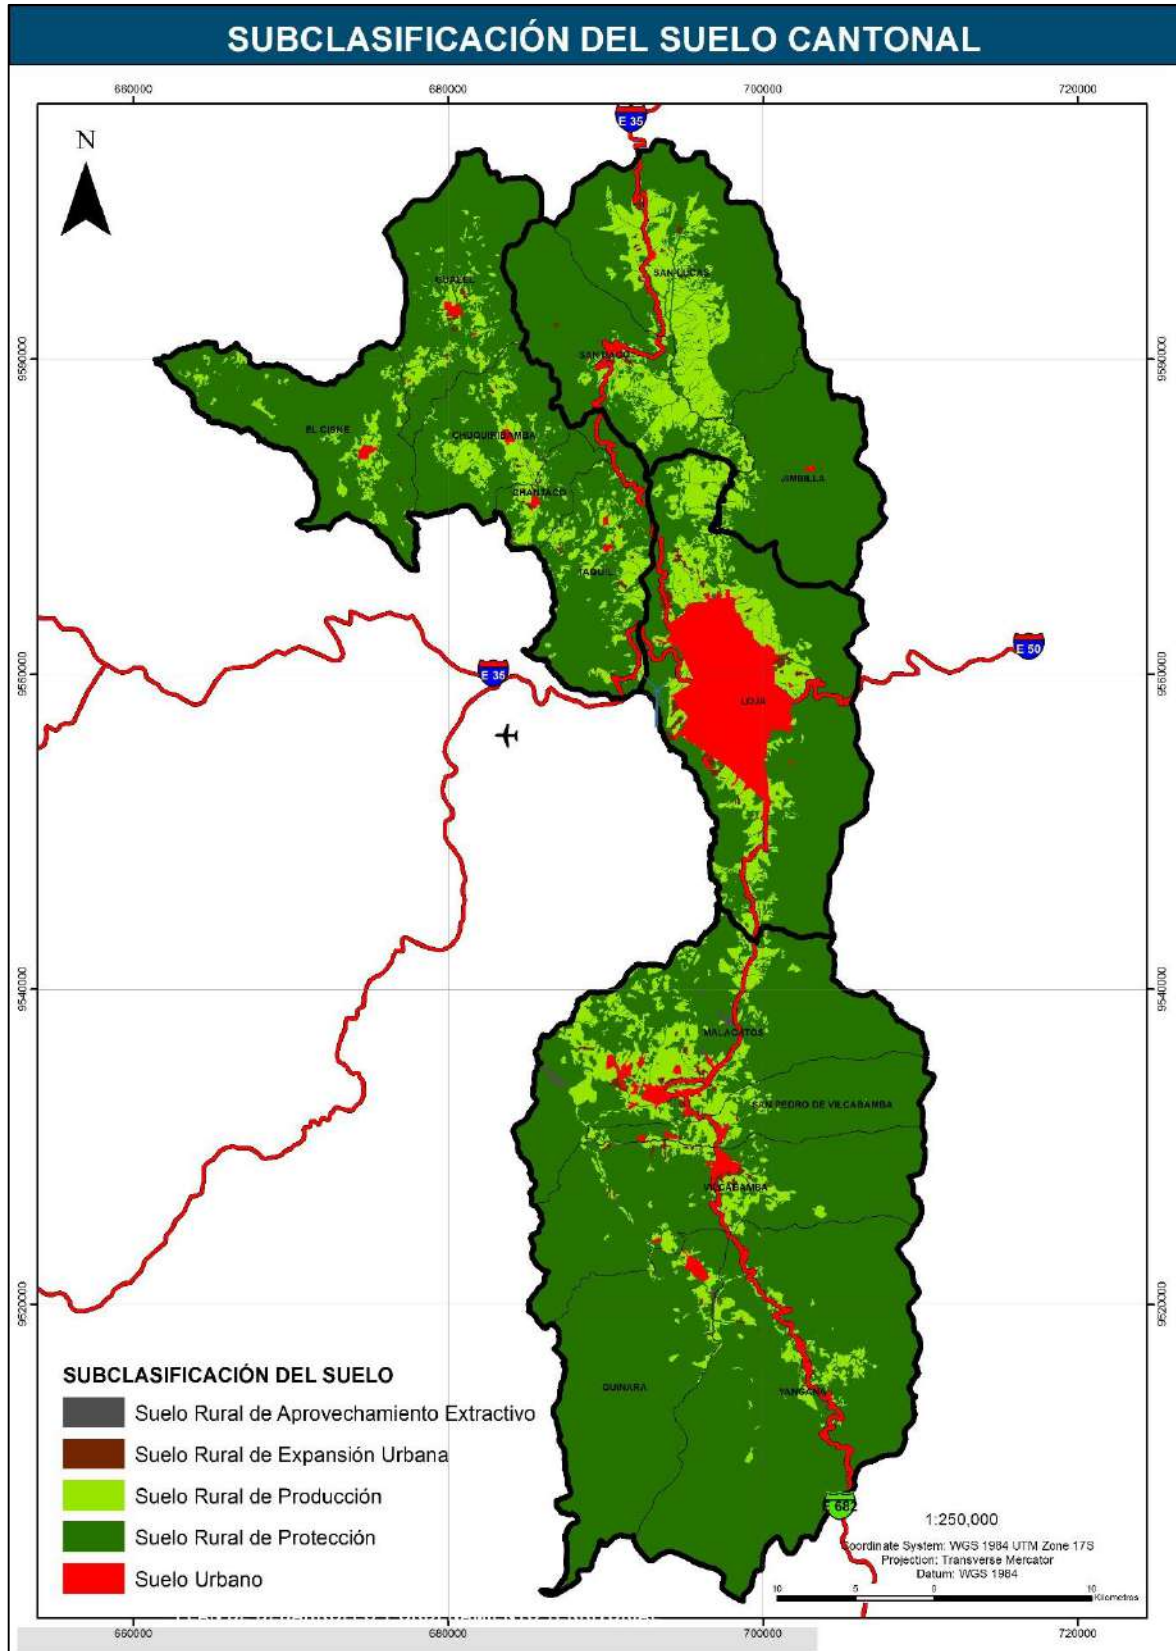 SUBCLASIFICACIÓN DEL SUELO CANTONAL
660000 680000 700000 720000
N
E 35
GUALEL
SAN LUCAS
9580000 9580000
SANTIAGO
EL CISNE
CHUQUIRIBAMBA
JIMBILLA
CHANTACO
TAQUIL
E 50
E 35
9560000 9560000
LOJA
9540000 9540000
MALACATOS
SAN PEDRO DE VILCABAMBA
VILCABAMBA
9520000 9520000
SUBCLASIFICACIÓN DEL SUELO
QUINARA
YANGANA
Suelo Rural de Aprovechamiento Extractivo
Suelo Rural de Expansión Urbana
Suelo Rural de Producción
Suelo Rural de Protección
Suelo Urbano
E 682
1:250,000
Coordinate System: WGS 1984 UTM Zone 17S
Projection: Transverse Mercator
Datum: WGS 1984
10 5 0 10
Kilometros
660000 680000 700000 720000